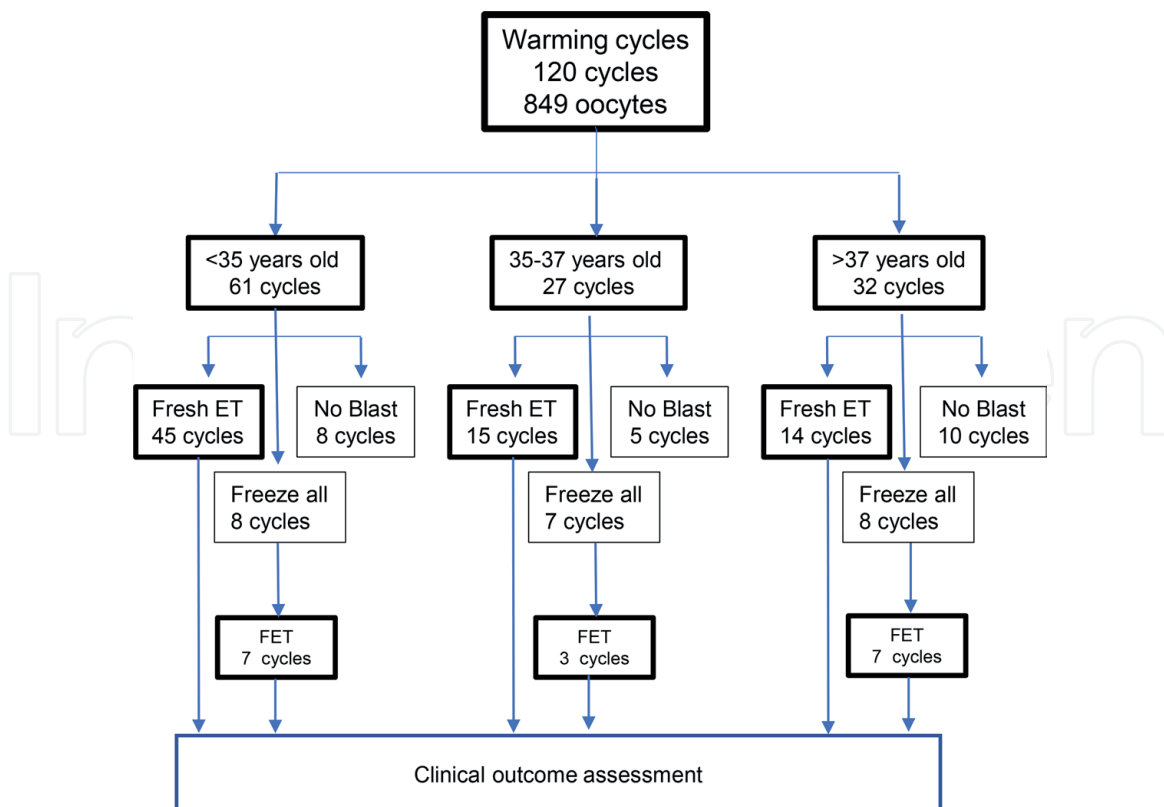 Warming cycles
120 cycles
849 oocytes
<35 years old
61 cycles
35-37 years old
27 cycles
>37 years old
32 cycles
Fresh ET
45 cycles
No Blast
8 cycles
Fresh ET
15 cycles
No Blast
5 cycles
Fresh ET
14 cycles
No Blast
10 cycles
Freeze all
8 cycles
Freeze all
7 cycles
Freeze all
8 cycles
FET
7 cycles
FET
3 cycles
FET
7 cycles
Clinical outcome assessment